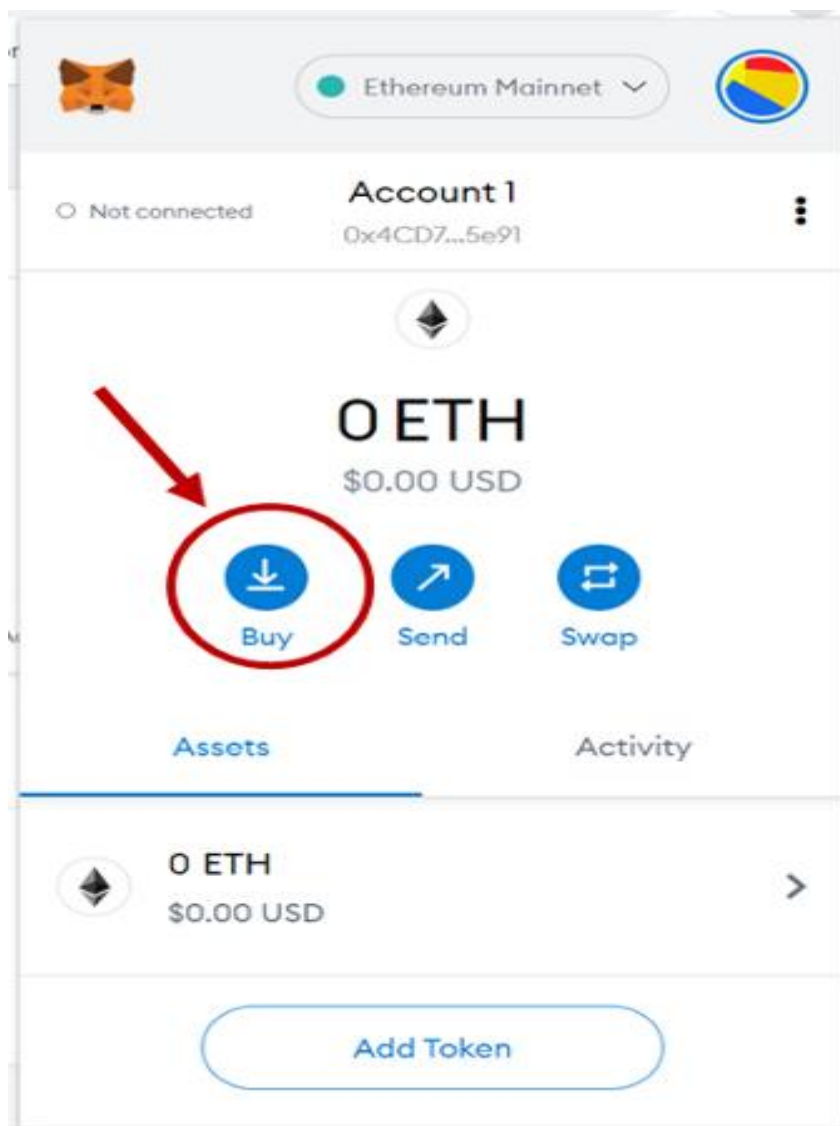 Ethereum Mainnet
Not connected
Account 1
0x4CD7...5e91
0 ETH
$0.00 USD
Buy Send Swap
Assets Activity
0 ETH
$0.00 USD
Add Token